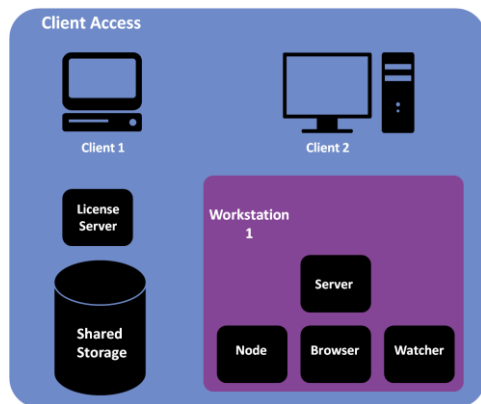 Client Access
Client 1
Client 2
License
Server
Workstation
1
Server
Shared
Storage
Node
Browser
Watcher